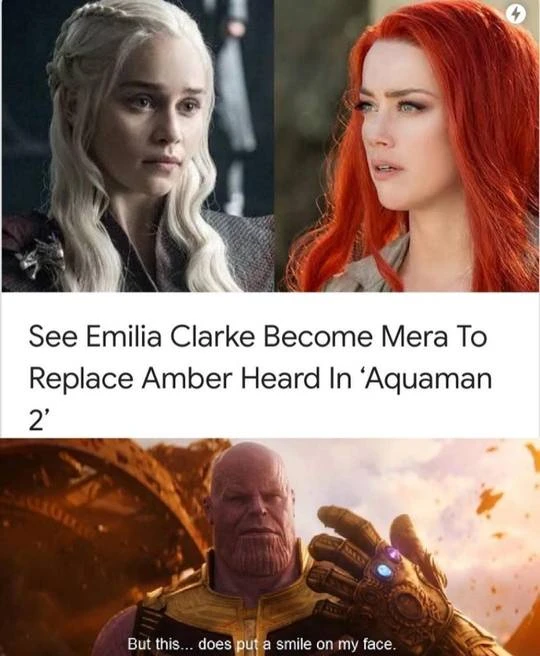 See Emilia Clarke Become Mera To
Replace Amber Heard In ‘Aquaman
2’
But this... does put a smile on my face.